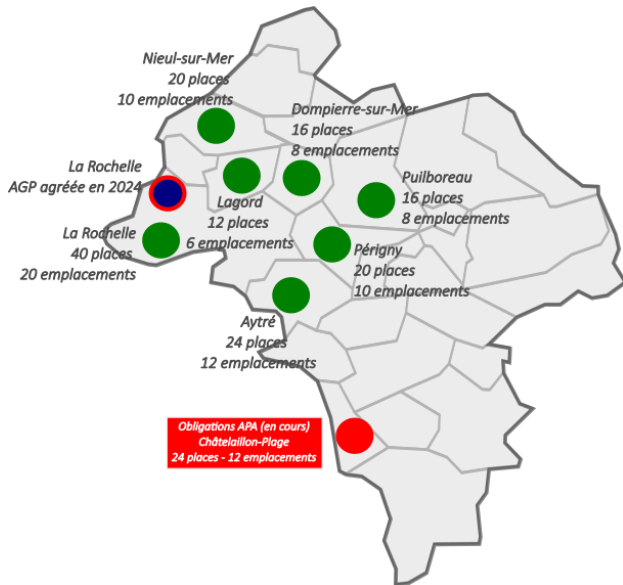 Nieul-sur-Mer
20 places
10 emplacements
Dompierre-sur-Mer
16 places
8 emplacements
La Rochelle
AGP agréée en 2024
Puilboreau
16 places
8 emplacements
Lagord
12 places
6 emplacements
La Rochelle
40 places
20 emplacements
Périgny
20 places
10 emplacements
Aytré
24 places
12 emplacements
Obligations APA (en cours)
Châtelaillon-Plage
24 places - 12 emplacements